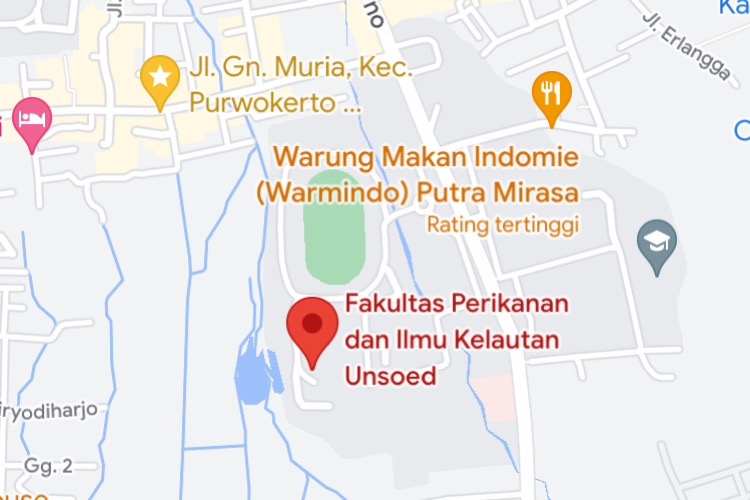 Jl. Erlangga
Jl. Gn. Muria, Kec.
Purwokerto ...
Warung Makan Indomie
(Warmindo) Putra Mirasa
Rating tertinggi
Fakultas Perikanan
dan Ilmu Kelautan
Unsoed
ryodiharjo
Gg. 2